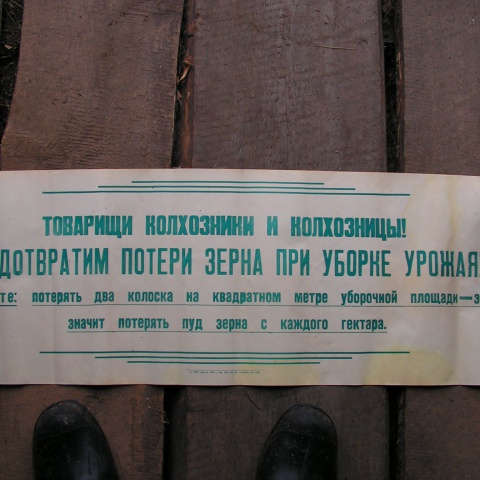 ТОВАРИЩИ КОЛХОЗНИКИ И КОЛХОЗНИЦЫ!
ДОТВРАТИМ ПОТЕРИ ЗЕРНА ПРИ УБОРКЕ УРОЖАЯ
те: потерять два колоска на квадратном метре уборочной площади—э
значит потерять пуд зерна с каждого гектара.